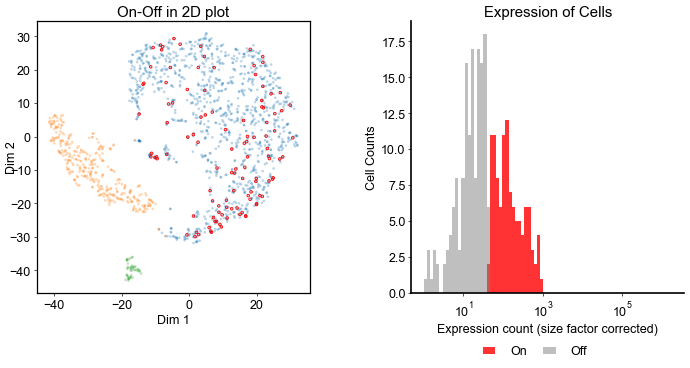 On-Off in 2D plot
30
20
10
0
−10
−20
−30
−40
Dim 2
−40
−20
0
20
Dim 1
Expression of Cells
17.5
15.0
12.5
10.0
7.5
5.0
2.5
0.0
Cell Counts
10^1
10^3
10^5
Expression count (size factor corrected)
On
Off